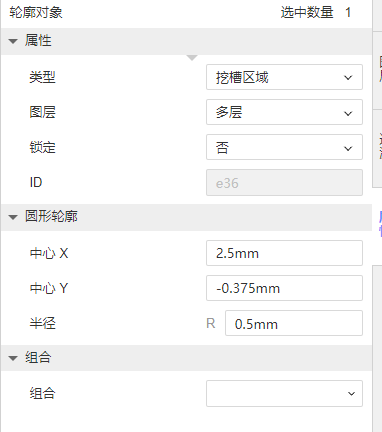 轮廓对象 选中数量 1
属性
类型 挖槽区域
图层 多层
锁定 否
ID e36
圆形轮廓
中心 X 2.5mm
中心 Y -0.375mm
半径 R 0.5mm
组合
组合